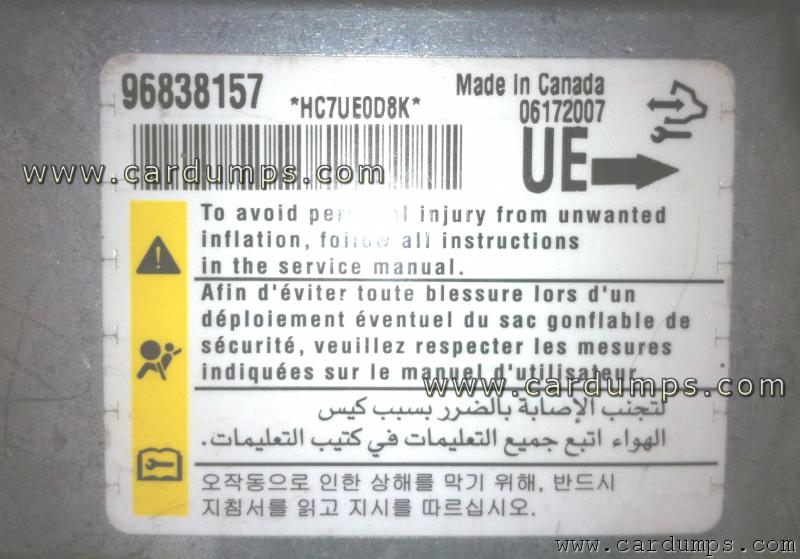 96838157
*HC7UE0D8K*
Made in Canada
06172007
UE
www.cardumps.com
To avoid personal injury from unwanted
inflation, follow all instructions
in the service manual.
Afin d'éviter toute blessure lors d'un
déploiement éventuel du sac gonflable de
sécurité, veuillez respecter les mesures
indiquées sur le manuel d'utilisateur.
www.cardumps.com
لتجنب الإصابة بالضرر بسبب كيس
الهواء اتبع جميع التعليمات في كتيب التعليمات.
오작동으로 인한 상해를 막기 위해, 반드시
지침서를 읽고 지시를 따르십시오.
www.cardumps.com